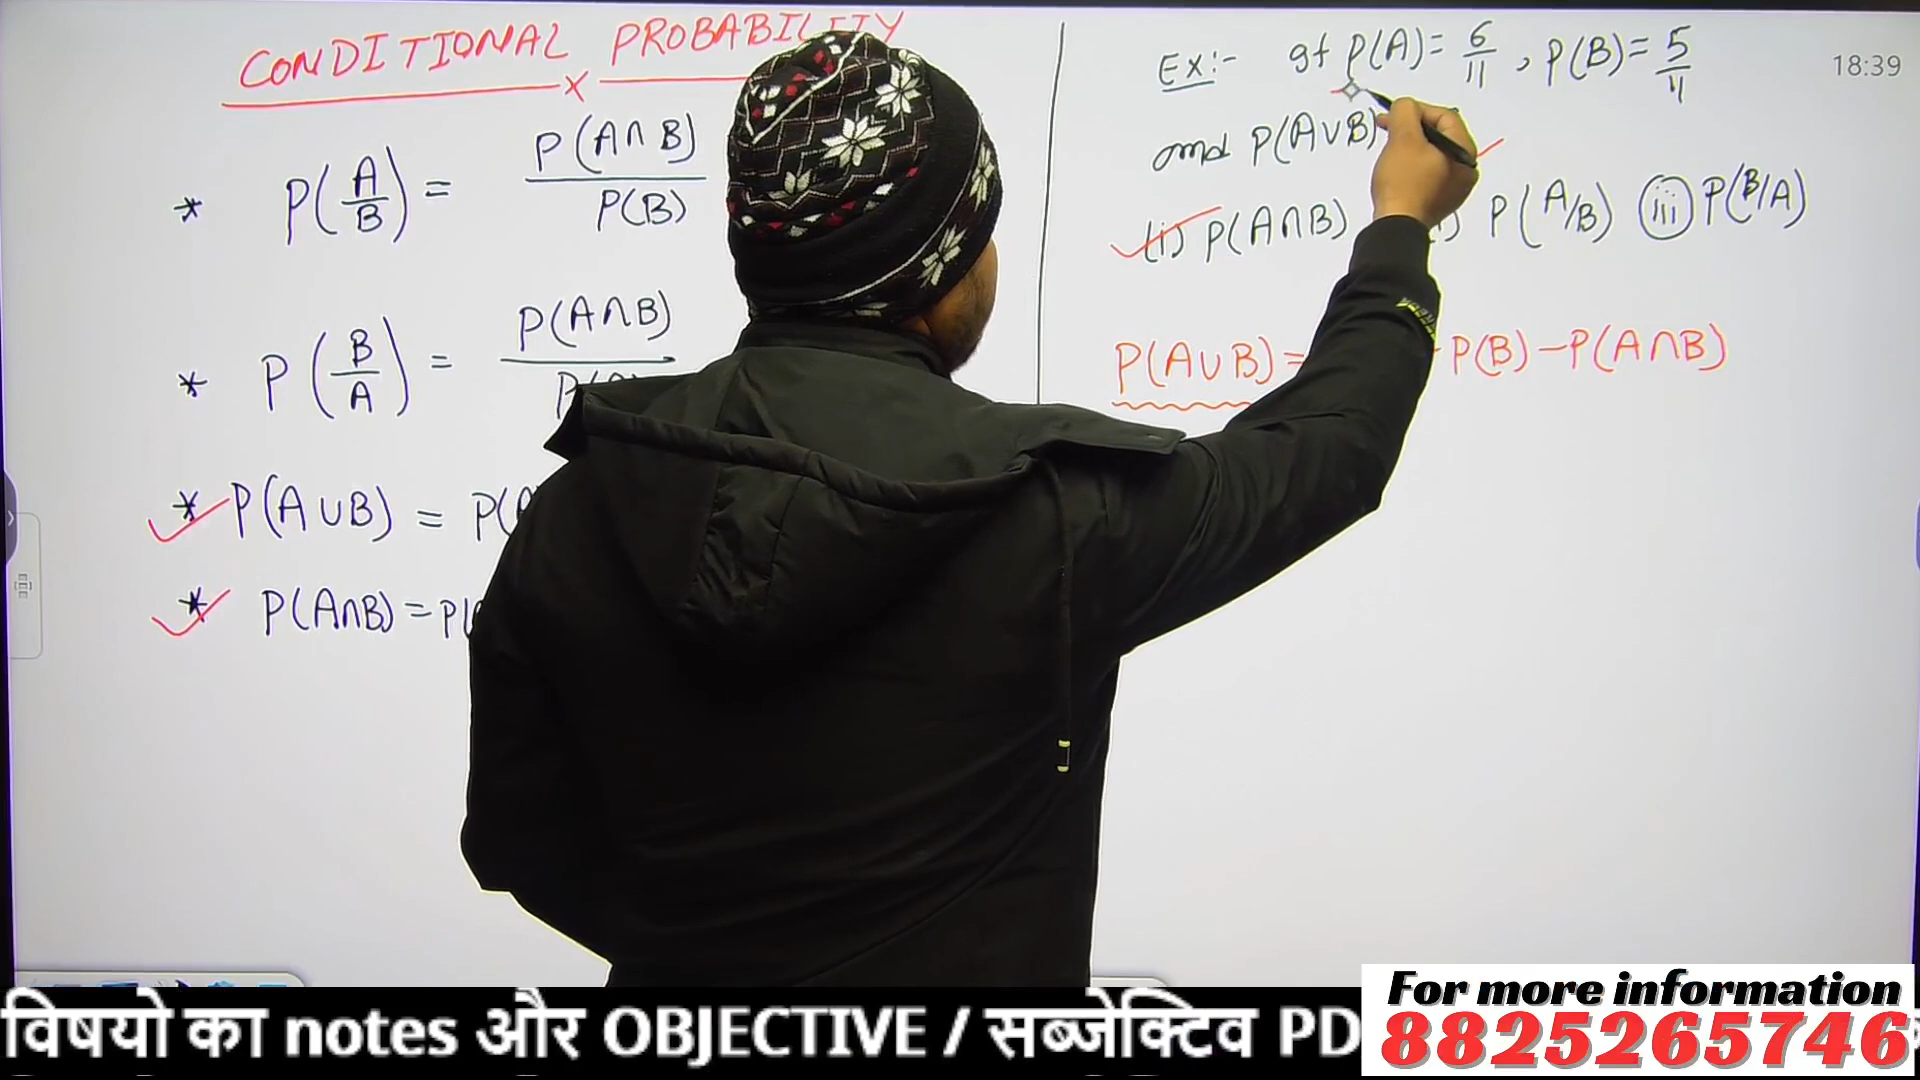 CONDITIONAL PROBABILITY
x
* P(A/B) = P(A∩B)/P(B)
* P(B/A) = P(A∩B)
* P(A∪B) = P(
* P(A∩B) = P(
Ex:- gf P(A) = 6/11 , P(B) = 5/11
and P(A∪B)
(i) P(A∩B) P(A/B) (iii) P(B/A)
P(A∪B) = P(B) - P(A∩B)
18:39
विषयो का notes और OBJECTIVE / सब्जेक्टिव PD
For more information
8825265746